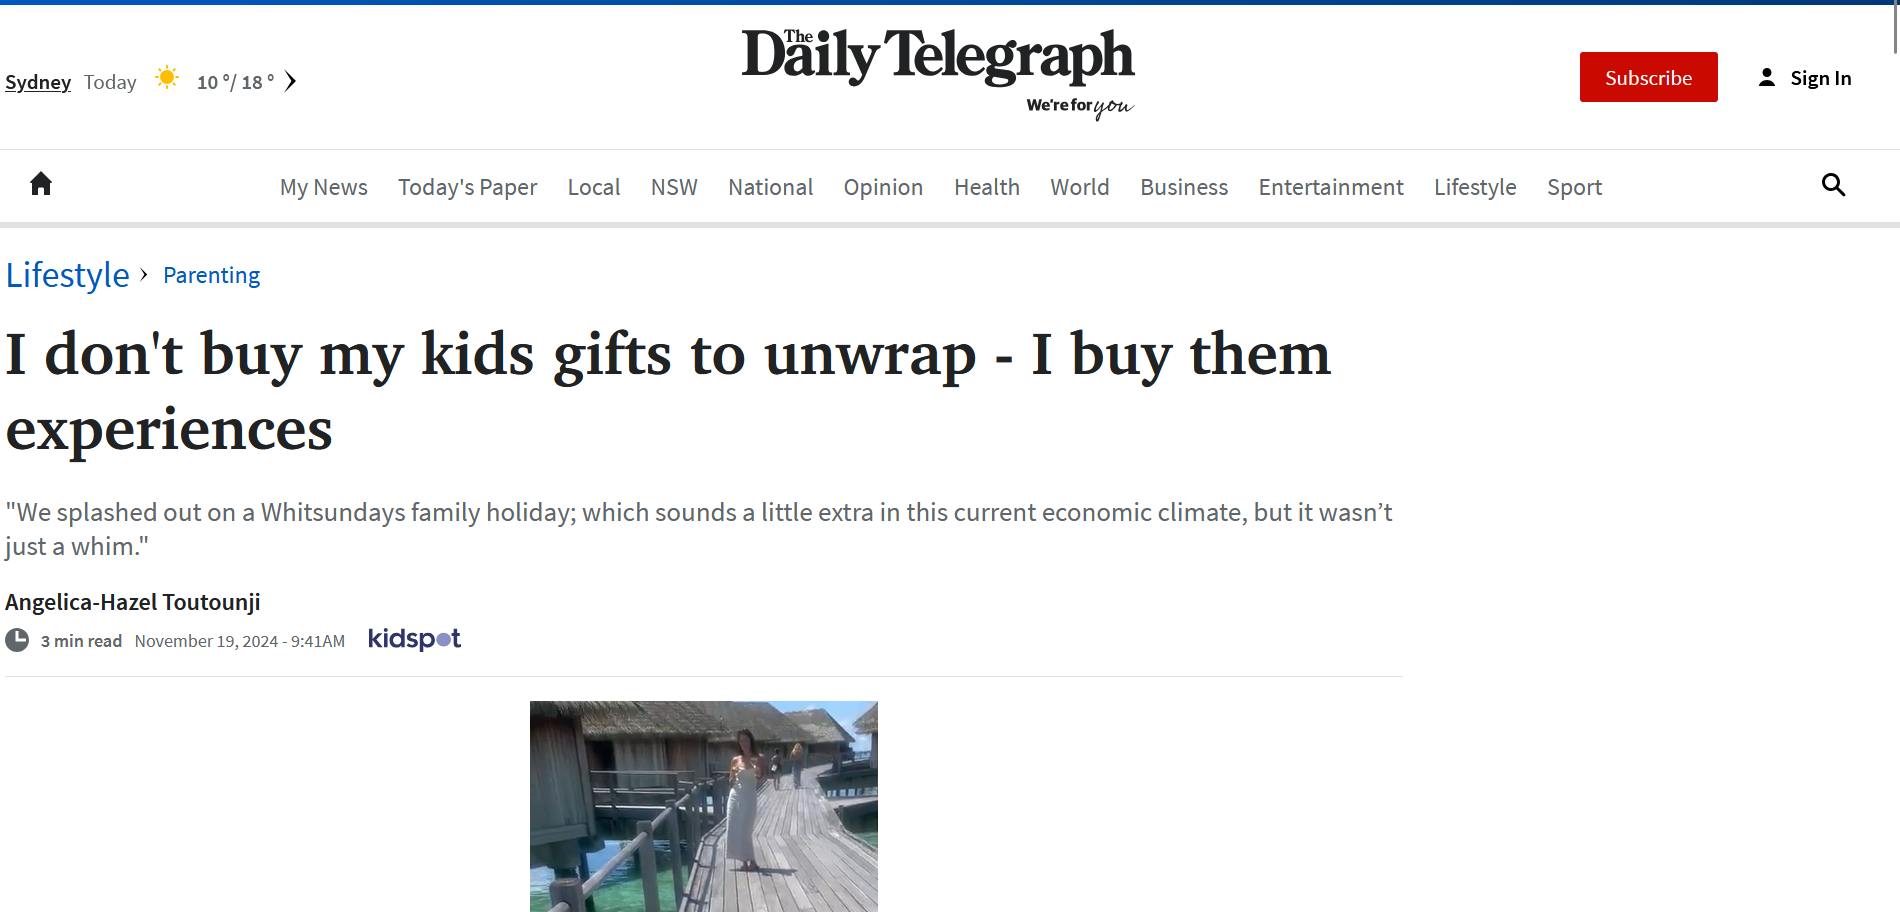 Sydney Today 10 °/ 18 °
The Daily Telegraph
We're for you
Subscribe
Sign In
My News Today's Paper Local NSW National Opinion Health World Business Entertainment Lifestyle Sport
Lifestyle Parenting
I don't buy my kids gifts to unwrap - I buy them
experiences
"We splashed out on a Whitsundays family holiday; which sounds a little extra in this current economic climate, but it wasn’t
just a whim."
Angelica-Hazel Toutounji
3 min read November 19, 2024 - 9:41AM kidspot